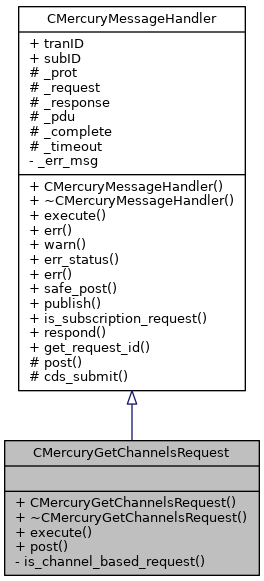 CMercuryMessageHandler
+ tranID
+ subID
# _prot
# _request
# _response
# _pdu
# _complete
# _timeout
- _err_msg
+ CMercuryMessageHandler()
+ ~CMercuryMessageHandler()
+ execute()
+ err()
+ warn()
+ err_status()
+ err()
+ safe_post()
+ publish()
+ is_subscription_request()
+ respond()
+ get_request_id()
# post()
# cds_submit()
CMercuryGetChannelsRequest
+ CMercuryGetChannelsRequest()
+ ~CMercuryGetChannelsRequest()
+ execute()
+ post()
- is_channel_based_request()